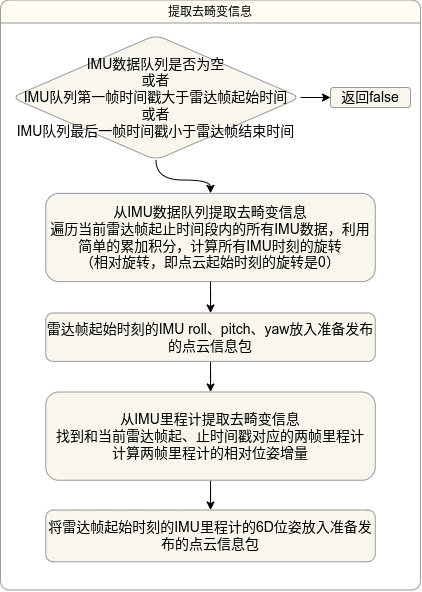 提取去畸变信息
IMU数据队列是否为空
或者
IMU队列第一帧时间戳大于雷达帧起始时间
或者
IMU队列最后一帧时间戳小于雷达帧结束时间
返回false
从IMU数据队列提取去畸变信息
遍历当前雷达帧起止时间段内的所有IMU数据，利用
简单的累加积分，计算所有IMU时刻的旋转
（相对旋转，即点云起始时刻的旋转是0）
雷达帧起始时刻的IMU roll、pitch、yaw放入准备发布
的点云信息包
从IMU里程计提取去畸变信息
找到和当前雷达帧起、止时间戳对应的两帧里程计
计算两帧里程计的相对位姿增量
将雷达帧起始时刻的IMU里程计的6D位姿放入准备发
布的点云信息包